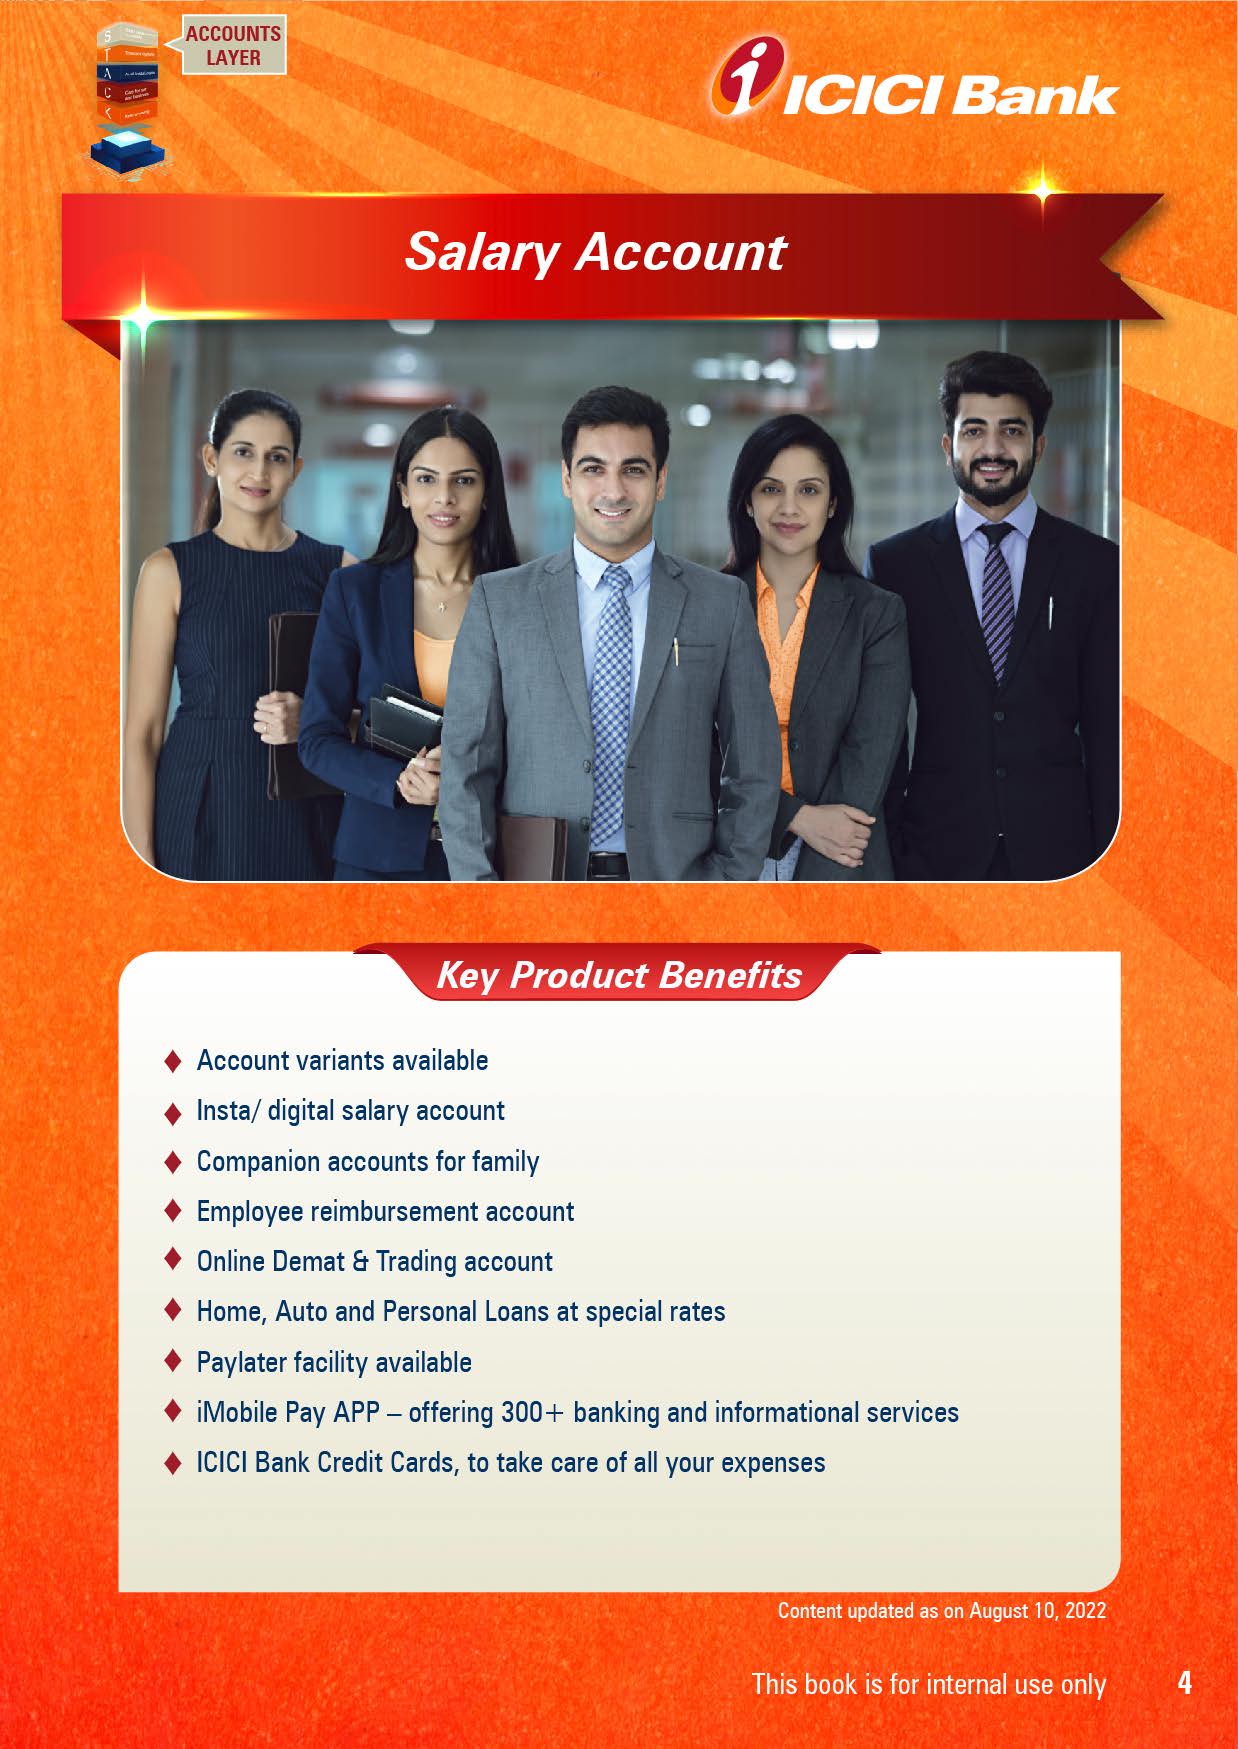 ACCOUNTS
LAYER
S
T
A
C
K
ICICI Bank
Salary Account
Key Product Benefits
Account variants available
Insta/ digital salary account
Companion accounts for family
Employee reimbursement account
Online Demat & Trading account
Home, Auto and Personal Loans at special rates
Paylater facility available
iMobile Pay APP – offering 300+ banking and informational services
ICICI Bank Credit Cards, to take care of all your expenses
Content updated as on August 10, 2022
This book is for internal use only
4